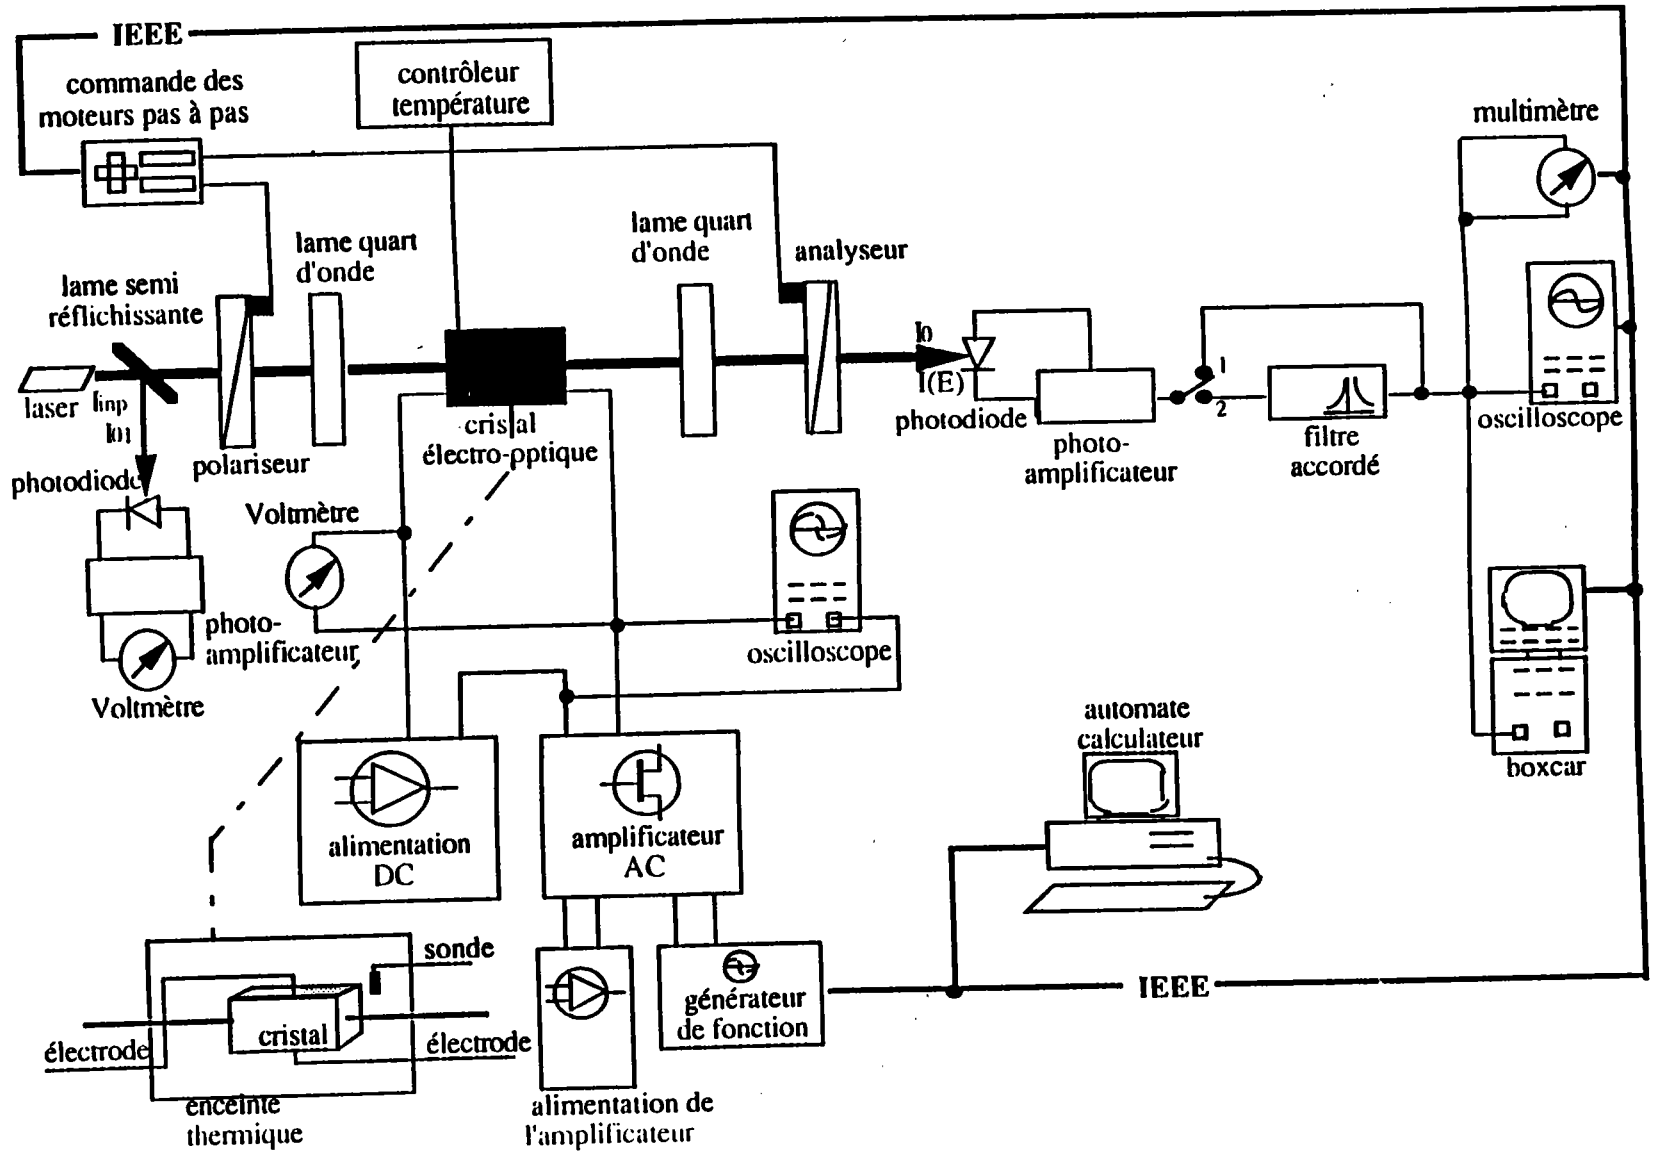 IEEE
commande des
moteurs pas à pas
contrôleur
température
multimètre
lame quart
d'onde
lame quart
d'onde
analyseur
lame semi
réflichissante
laser
Iinp
I01
I0
I(E)
1
2
photodiode
photo-
amplificateur
filtre
accordé
oscilloscope
polariseur
cristal
électro-optique
photodiode
Voltmètre
photo-
amplificateur
Voltmètre
oscilloscope
automate
calculateur
boxcar
alimentation
DC
amplificateur
AC
sonde
cristal
électrode
électrode
enceinte
thermique
générateur
de fonction
IEEE
alimentation de
l'amplificateur